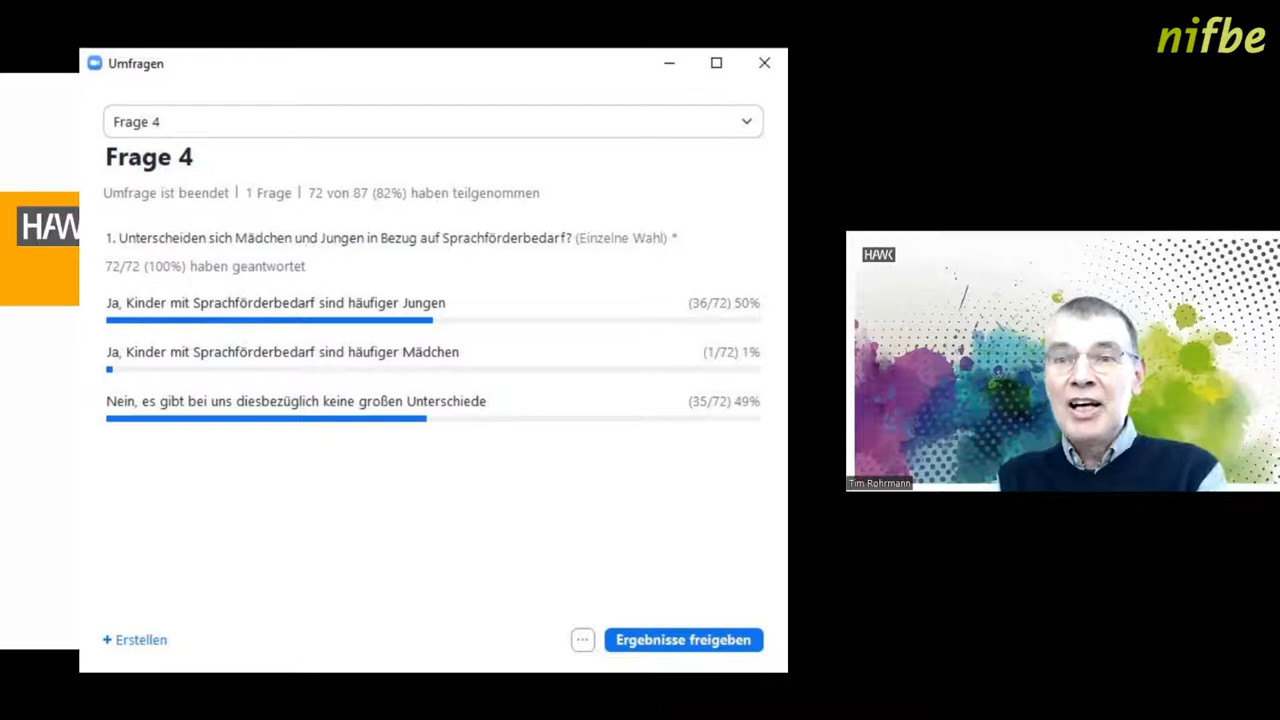 nifbe
Umfragen
Frage 4
Frage 4
Umfrage ist beendet | 1 Frage | 72 von 87 (82%) haben teilgenommen
1. Unterscheiden sich Mädchen und Jungen in Bezug auf Sprachförderbedarf? (Einzelne Wahl) *
72/72 (100%) haben geantwortet
Ja, Kinder mit Sprachförderbedarf sind häufiger Jungen (36/72) 50%
Ja, Kinder mit Sprachförderbedarf sind häufiger Mädchen (1/72) 1%
Nein, es gibt bei uns diesbezüglich keine großen Unterschiede (35/72) 49%
+ Erstellen
... Ergebnisse freigeben
HAWK
HAWK
Tim Rohrmann